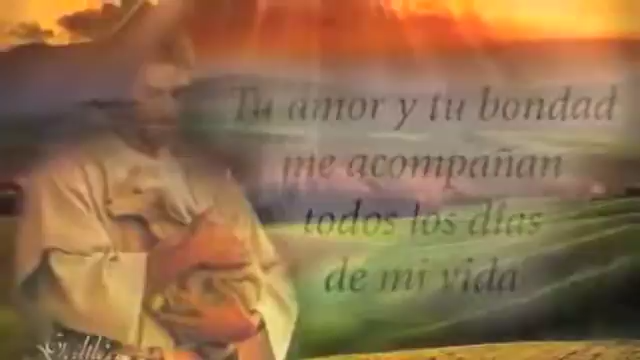 Tu amor y tu bondad
me acompañan
todos los días
de mi vida